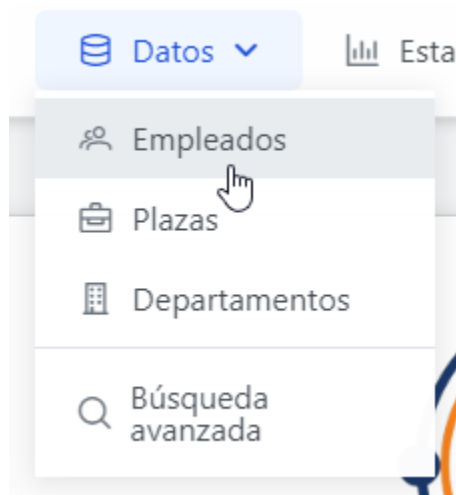 Datos
Esta
Empleados
Plazas
Departamentos
Búsqueda
avanzada